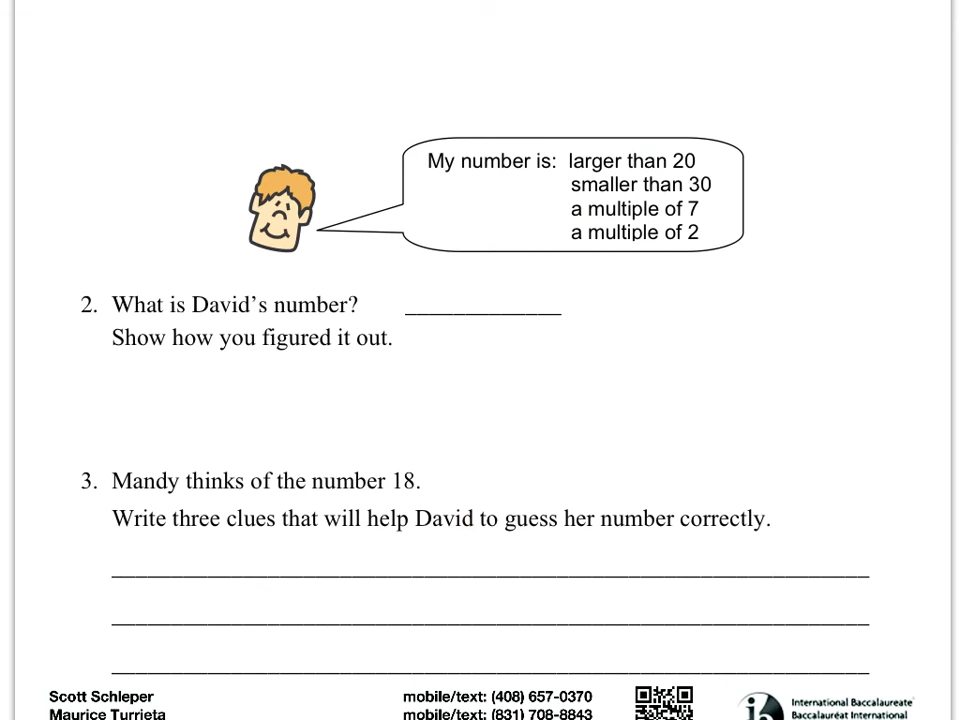 My number is: larger than 20
smaller than 30
a multiple of 7
a multiple of 2
2. What is David's number? _____________
Show how you figured it out.
3. Mandy thinks of the number 18.
Write three clues that will help David to guess her number correctly.
Scott Schleper mobile/text: (408) 657-0370 International Baccalaureate
Maurice Turrieta mobile/text: (831) 708-8843 ib Baccalauréat International